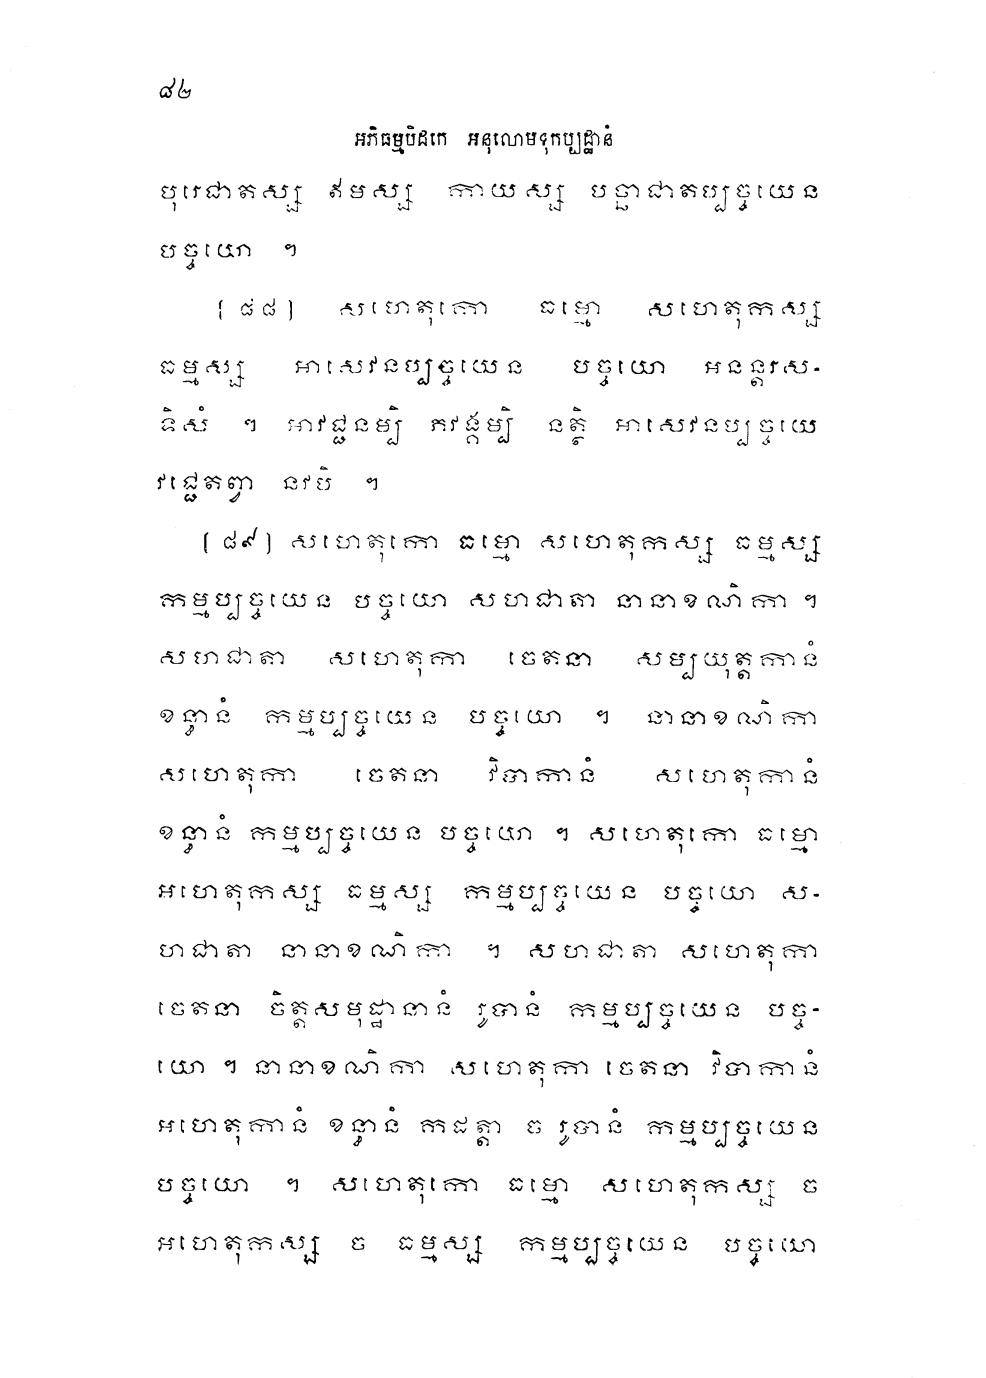 ៨២
អភិធម្មបិដកេ អនុលោមទុកប្បដ្ឋានំ
បុរេជាតស្ស ឥមស្ស កាយស្ស បច្ឆាជាតប្បច្ចយេន
បច្ចយោ ។
[៨៨] សហេតុកោ ធម្មោ សហេតុកស្ស
ធម្មស្ស អាសេវនប្បច្ចយេន បច្ចយោ អនន្តរស-
ទិសំ ។ អាវជ្ជនម្បិ ភវង្គម្បិ នត្ថិ អាសេវនប្បច្ចយេ
វជ្ជេតព្វា នវបិ ។
[៨៩] សហេតុកោ ធម្មោ សហេតុកស្ស ធម្មស្ស
កម្មប្បច្ចយេន បច្ចយោ សហជាតា នានាខណិកា ។
សហជាតា សហេតុកា ចេតនា សម្បយុត្តកានំ
ខន្ធានំ កម្មប្បច្ចយេន បច្ចយោ ។ នានាខណិកា
សហេតុកា ចេតនា វិបាកានំ សហេតុកានំ
ខន្ធានំ កម្មប្បច្ចយេន បច្ចយោ ។ សហេតុកោ ធម្មោ
អហេតុកស្ស ធម្មស្ស កម្មប្បច្ចយេន បច្ចយោ ស-
ហជាតា នានាខណិកា ។ សហជាតា សហេតុកា
ចេតនា ចិត្តសមុដ្ឋានានំ រូបានំ កម្មប្បច្ចយេន បច្ច-
យោ ។ នានាខណិកា សហេតុកា ចេតនា វិបាកានំ
អហេតុកានំ ខន្ធានំ កដត្តា ច រូបានំ កម្មប្បច្ចយេន
បច្ចយោ ។ សហេតុកោ ធម្មោ សហេតុកស្ស ច
អហេតុកស្ស ច ធម្មស្ស កម្មប្បច្ចយេន បច្ចយោ